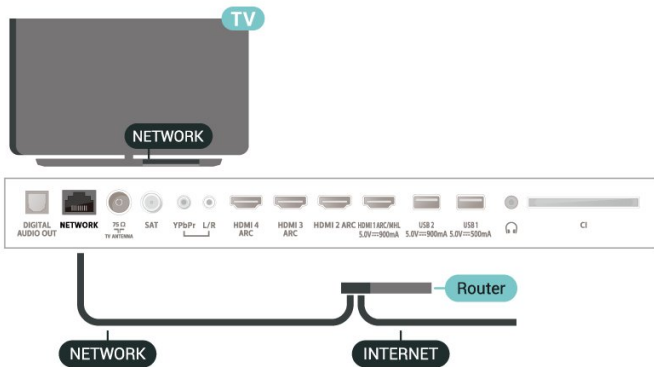 TV
NETWORK
DIGITAL AUDIO OUT
NETWORK
75 Ω
TV ANTENNA
SAT
YPbPr
L/R
HDMI 4
ARC
HDMI 3
ARC
HDMI 2 ARC
HDMI 1 ARC/MHL
5.0V⎓900mA
USB 2
5.0V⎓900mA
USB 1
5.0V⎓500mA
CI
Router
NETWORK
INTERNET